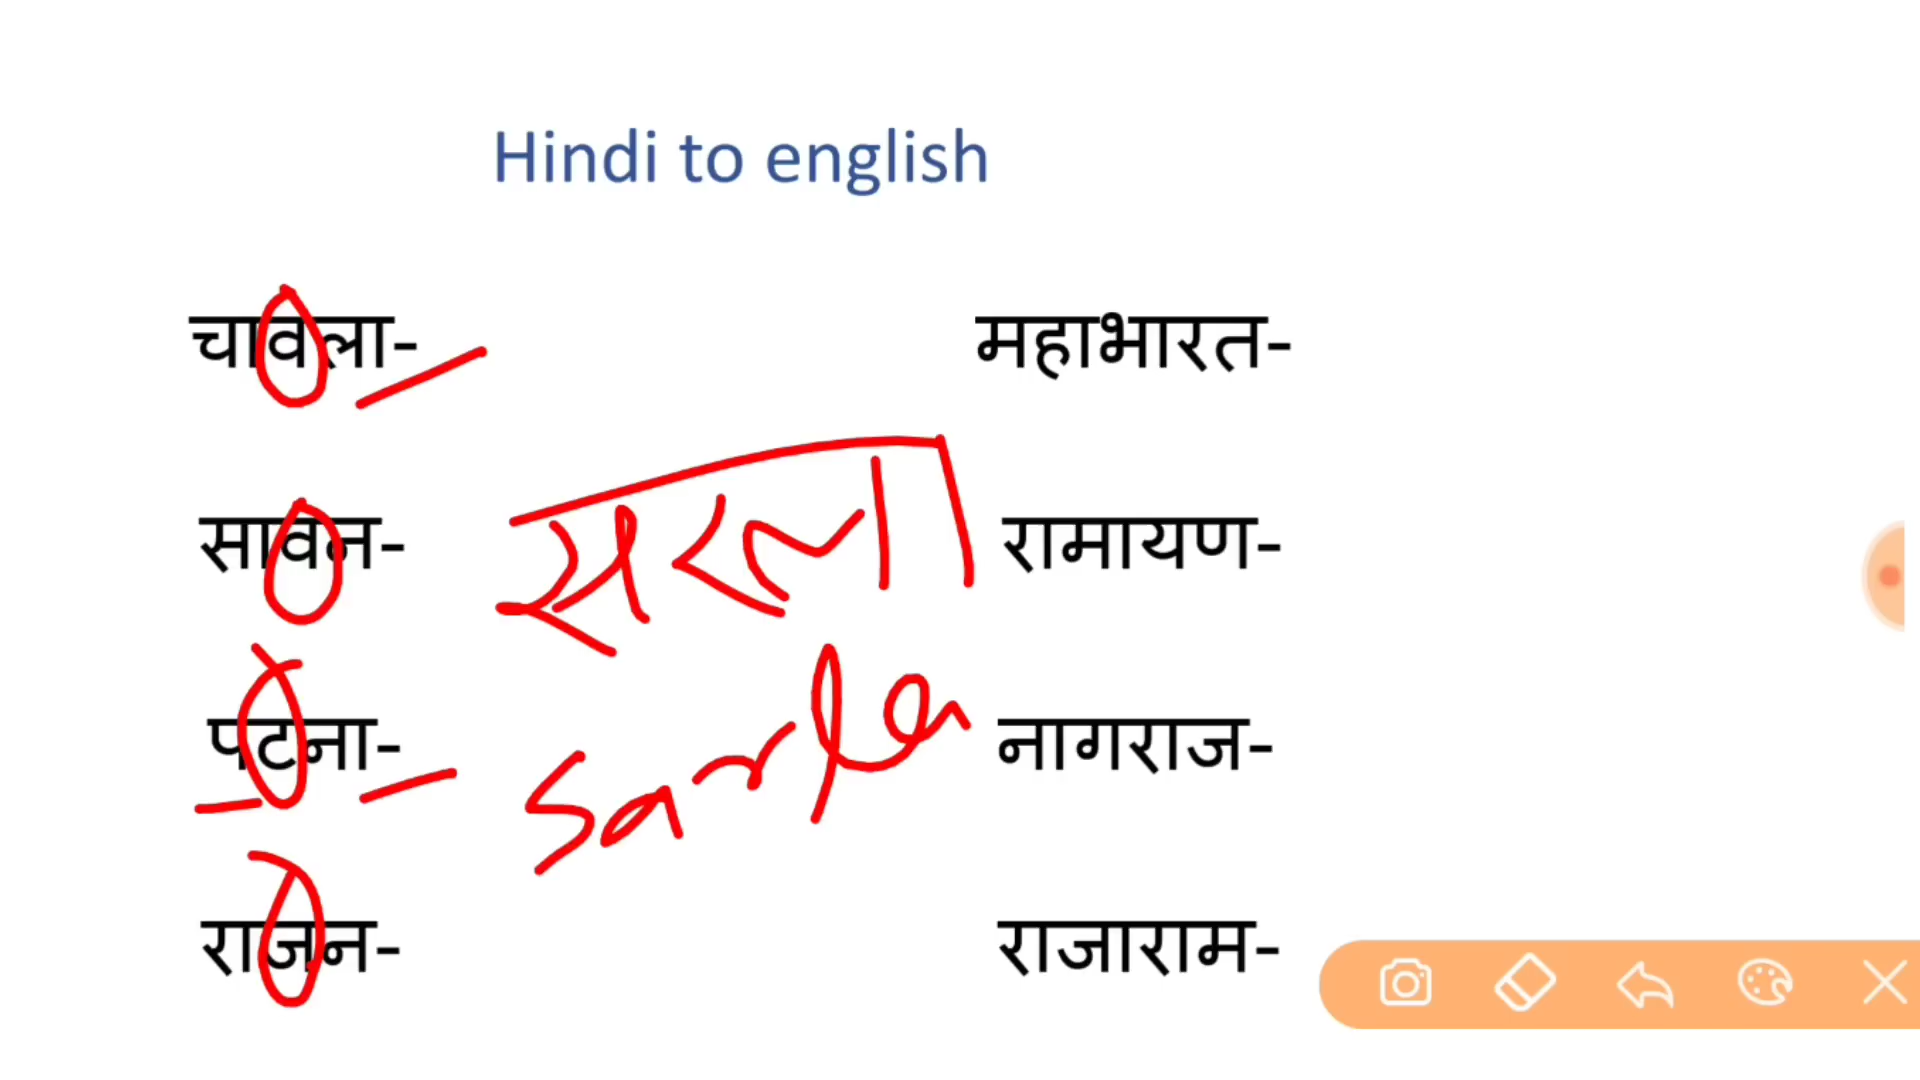 Hindi to english
चावला- महाभारत-
सावन- सरला रामायण-
पटना- Sarla नागराज-
राजन- राजाराम-